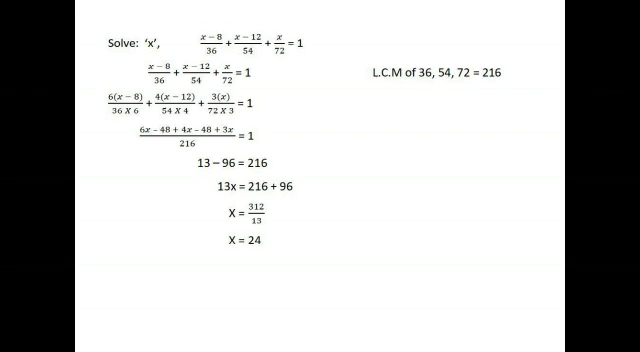 Solve: ‘x’, x − 8/36 + x − 12/54 + x/72 = 1
x − 8/36 + x − 12/54 + x/72 = 1 L.C.M of 36, 54, 72 = 216
6(x − 8)/36 X 6 + 4(x − 12)/54 X 4 + 3(x)/72 X 3 = 1
6x − 48 + 4x − 48 + 3x/216 = 1
13 – 96 = 216
13x = 216 + 96
X = 312/13
X = 24